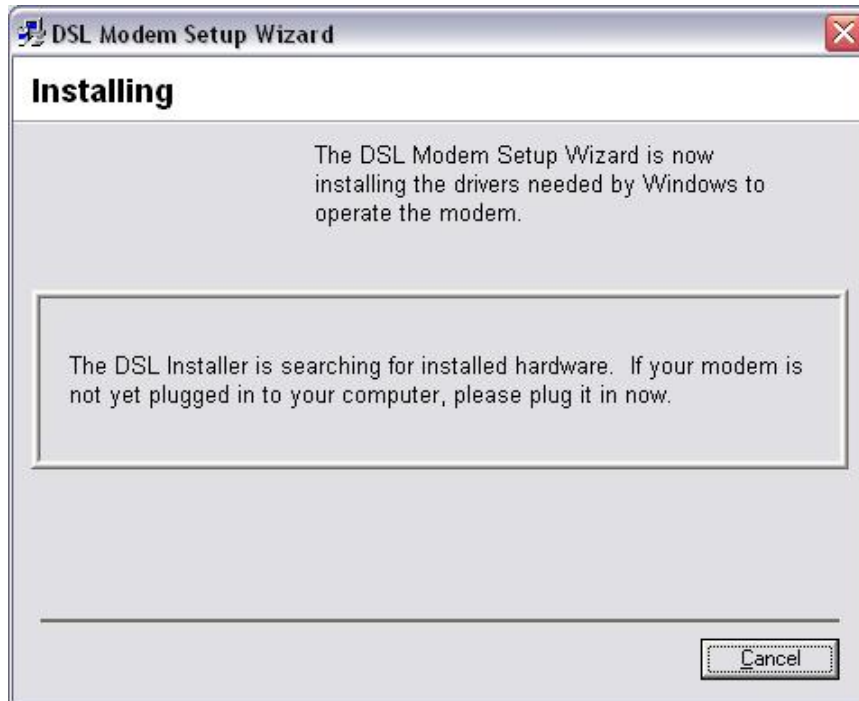 DSL Modem Setup Wizard
Installing
The DSL Modem Setup Wizard is now
installing the drivers needed by Windows to
operate the modem.
The DSL Installer is searching for installed hardware.  If your modem is
not yet plugged in to your computer, please plug it in now.
Cancel